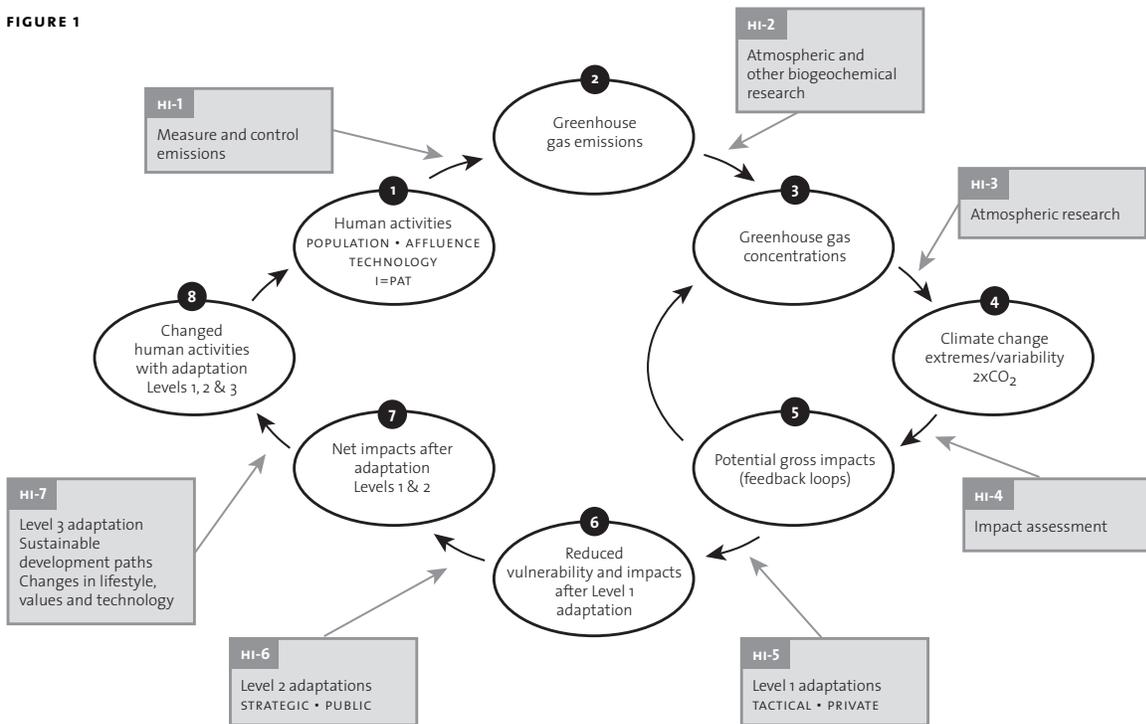 FIGURE 1
HI-1
Measure and control
emissions
HI-2
Atmospheric and
other biogeochemical
research
2
Greenhouse
gas emissions
1
Human activities
POPULATION • AFFLUENCE
TECHNOLOGY
I=PAT
3
Greenhouse gas
concentrations
HI-3
Atmospheric research
8
Changed
human activities
with adaptation
Levels 1, 2 & 3
4
Climate change
extremes/variability
2xCO₂
7
Net impacts after
adaptation
Levels 1 & 2
5
Potential gross impacts
(feedback loops)
HI-7
Level 3 adaptation
Sustainable
development paths
Changes in lifestyle,
values and technology
HI-4
Impact assessment
6
Reduced
vulnerability and impacts
after Level 1
adaptation
HI-6
Level 2 adaptations
STRATEGIC • PUBLIC
HI-5
Level 1 adaptations
TACTICAL • PRIVATE